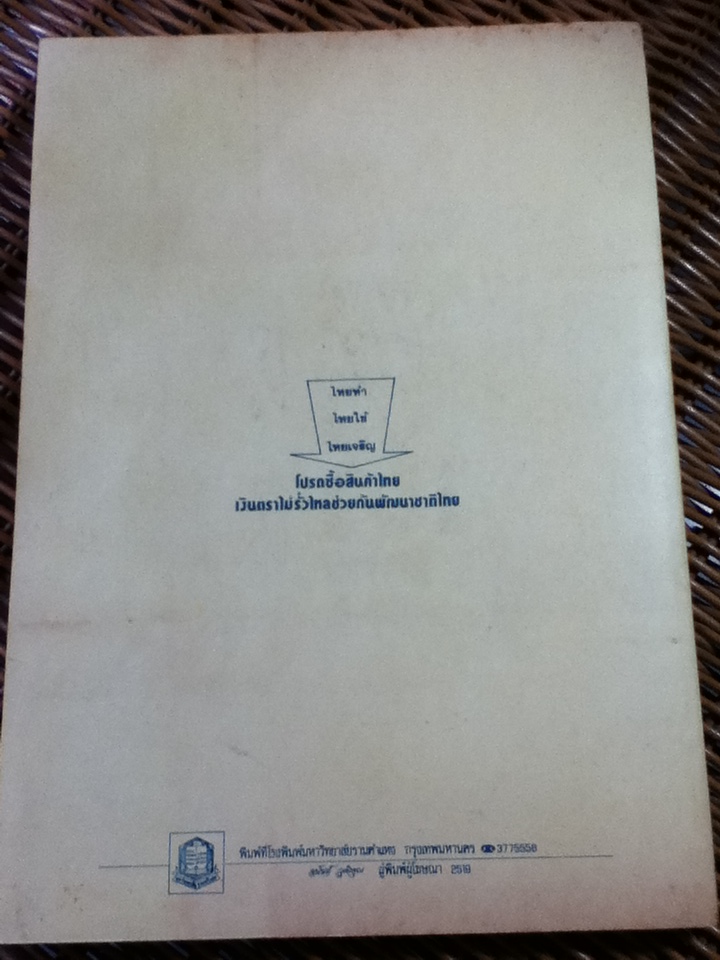 ไทยทำ
ไทยใช้
ไทยเจริญ
โปรดซื้อสินค้าไทย
เงินตราไม่รั่วไหลช่วยกันพัฒนาชาติไทย
พิมพ์ที่โรงพิมพ์มหาวิทยาลัยรามคำแหง กรุงเทพมหานคร ☎ 3775558
ผู้พิมพ์ผู้โฆษณา 2519